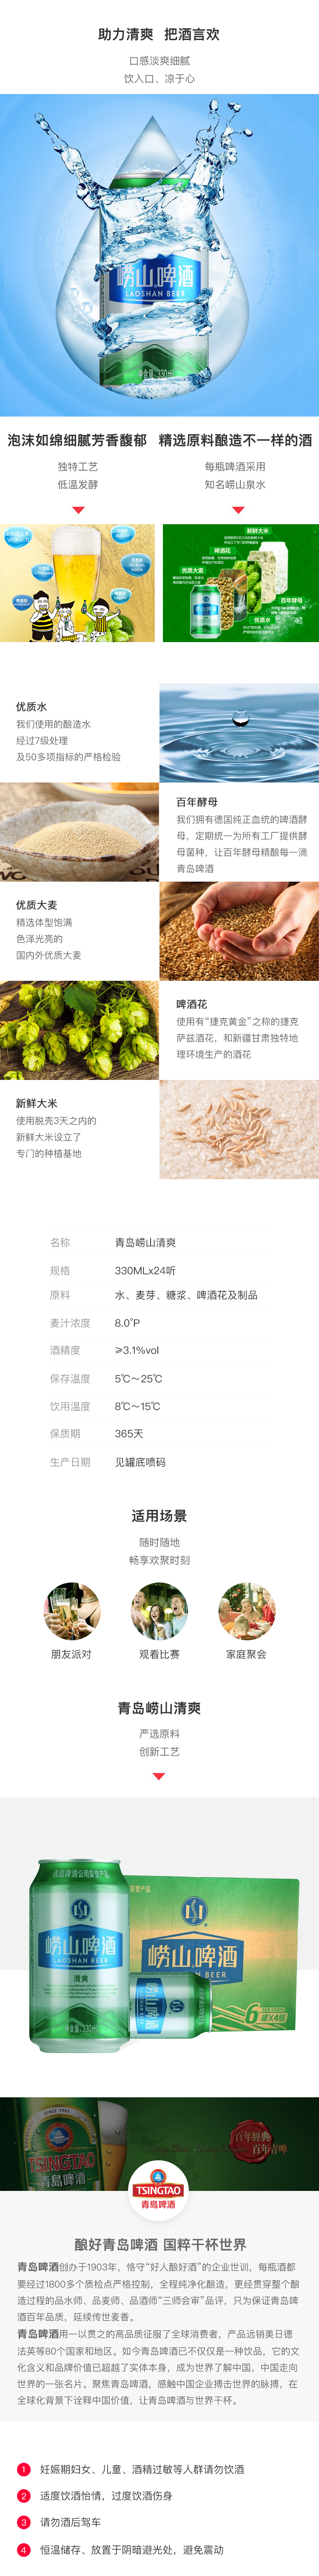 助力清爽 把酒言欢
口感淡爽细腻
饮入口、凉于心
崂山啤酒
LAOSHAN BEER
净含量:330ml
泡沫如绵细腻芳香馥郁 精选原料酿造不一样的酒
独特工艺
低温发酵
每瓶啤酒采用
知名崂山泉水
新鲜大米
啤酒花
优质大麦
百年酵母
优质水
优质水
我们使用的酿造水
经过7级处理
及50多项指标的严格检验
百年酵母
我们拥有德国纯正血统的啤酒酵
母，定期统一为所有工厂提供酵
母菌种，让百年酵母精酿每一滴
青岛啤酒
优质大麦
精选体型饱满
色泽光亮的
国内外优质大麦
啤酒花
使用有“捷克黄金”之称的捷克
萨兹酒花，和新疆甘肃独特地
理环境生产的酒花
新鲜大米
使用脱壳3天之内的
新鲜大米设立了
专门的种植基地
名称 青岛崂山清爽
规格 330MLx24听
原料 水、麦芽、糖浆、啤酒花及制品
麦汁浓度 8.0°P
酒精度 ≥3.1%vol
保存温度 5℃～25℃
饮用温度 8℃～15℃
保质期 365天
生产日期 见罐底喷码
适用场景
随时随地
畅享欢聚时刻
朋友派对 观看比赛 家庭聚会
青岛崂山清爽
严选原料
创新工艺
青島啤酒公司荣誉产品
崂山啤酒
LAOSHAN BEER
清爽
净含量:330ml
荣誉产品
崂山啤酒
LAOSHAN BEER
崂山啤酒
6罐X4包
SINCE 1903
TSINGTAO
青島啤酒
百年经典
百年青啤
TSINGTAO
青島啤酒
酿好青岛啤酒 国粹干杯世界
青岛啤酒创办于1903年，恪守“好人酿好酒”的企业世训，每瓶酒都
要经过1800多个质检点严格控制，全程纯净化酿造，更经贯穿整个酿
造过程的品水师、品麦师、品酒师“三师会审”品评，只为保证青岛啤
酒百年品质，延续传世麦香。
青岛啤酒用一以贯之的高品质征服了全球消费者，产品远销美日德
法英等80个国家和地区。如今青岛啤酒已不仅仅是一种饮品，它的文
化含义和品牌价值已超越了实体本身，成为世界了解中国，中国走向
世界的一张名片。聚焦青岛啤酒，感触中国企业搏击世界的脉搏，在
全球化背景下诠释中国价值，让青岛啤酒与世界干杯。
1 妊娠期妇女、儿童、酒精过敏等人群请勿饮酒
2 适度饮酒怡情，过度饮酒伤身
3 请勿酒后驾车
4 恒温储存、放置于阴暗避光处，避免震动